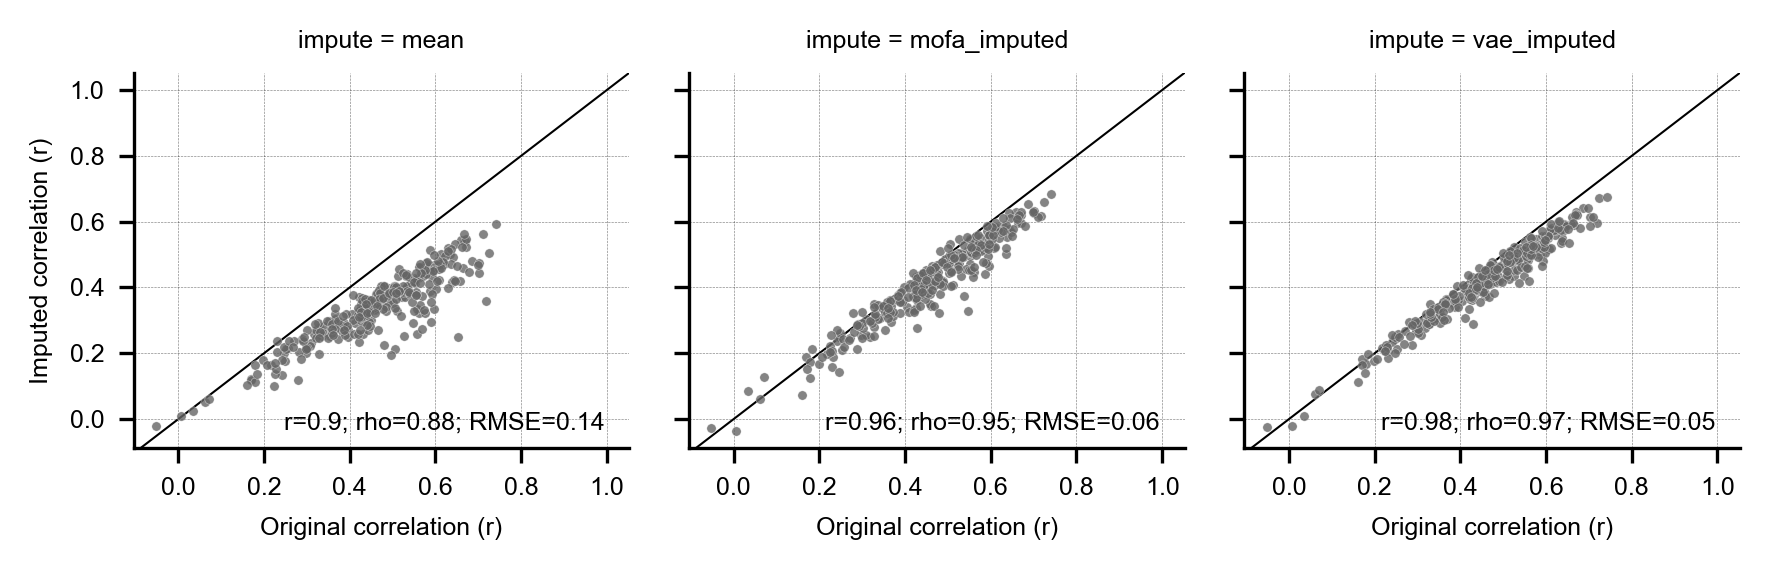 impute = mean
impute = mofa_imputed
impute = vae_imputed
Imputed correlation (r)
1.0
0.8
0.6
0.4
0.2
0.0
r=0.9; rho=0.88; RMSE=0.14
r=0.96; rho=0.95; RMSE=0.06
r=0.98; rho=0.97; RMSE=0.05
0.0 0.2 0.4 0.6 0.8 1.0
0.0 0.2 0.4 0.6 0.8 1.0
0.0 0.2 0.4 0.6 0.8 1.0
Original correlation (r)
Original correlation (r)
Original correlation (r)